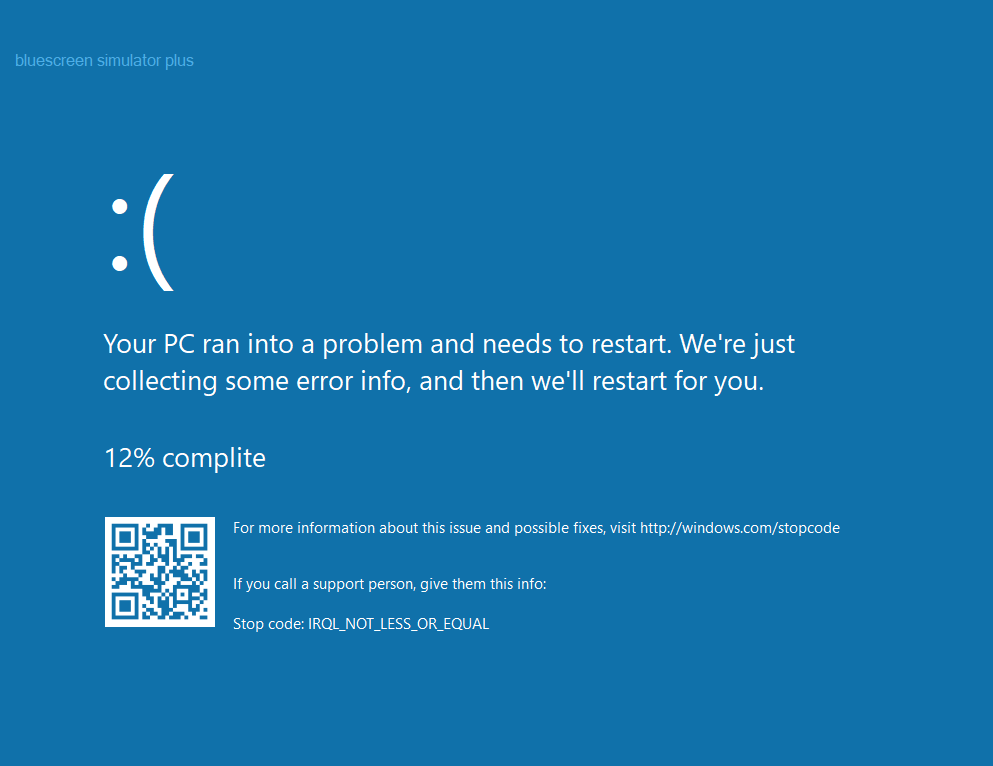 bluescreen simulator plus
:(
Your PC ran into a problem and needs to restart. We're just
collecting some error info, and then we'll restart for you.
12% complite
For more information about this issue and possible fixes, visit http://windows.com/stopcode
If you call a support person, give them this info:
Stop code: IRQL_NOT_LESS_OR_EQUAL